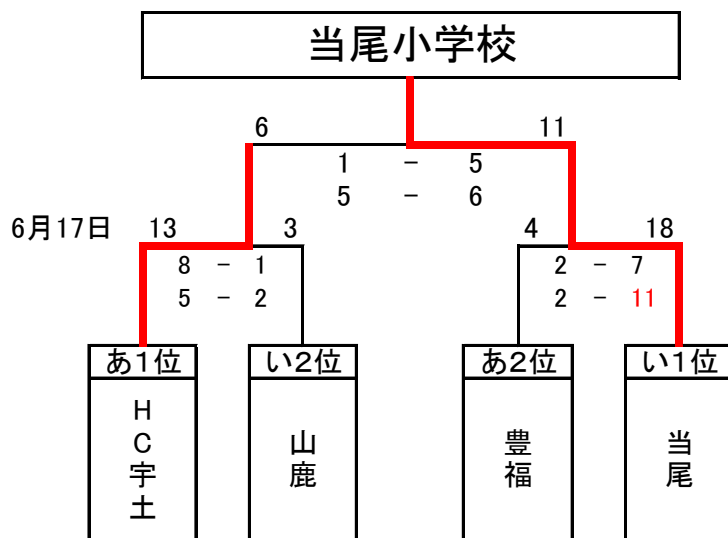 当尾小学校
6 11
1 － 5
5 － 6
6月17日 13 3 4 18
8 － 1 2 － 7
5 － 2 2 － 11
あ1位 い2位 あ2位 い1位
HC宇土 山鹿 豊福 当尾